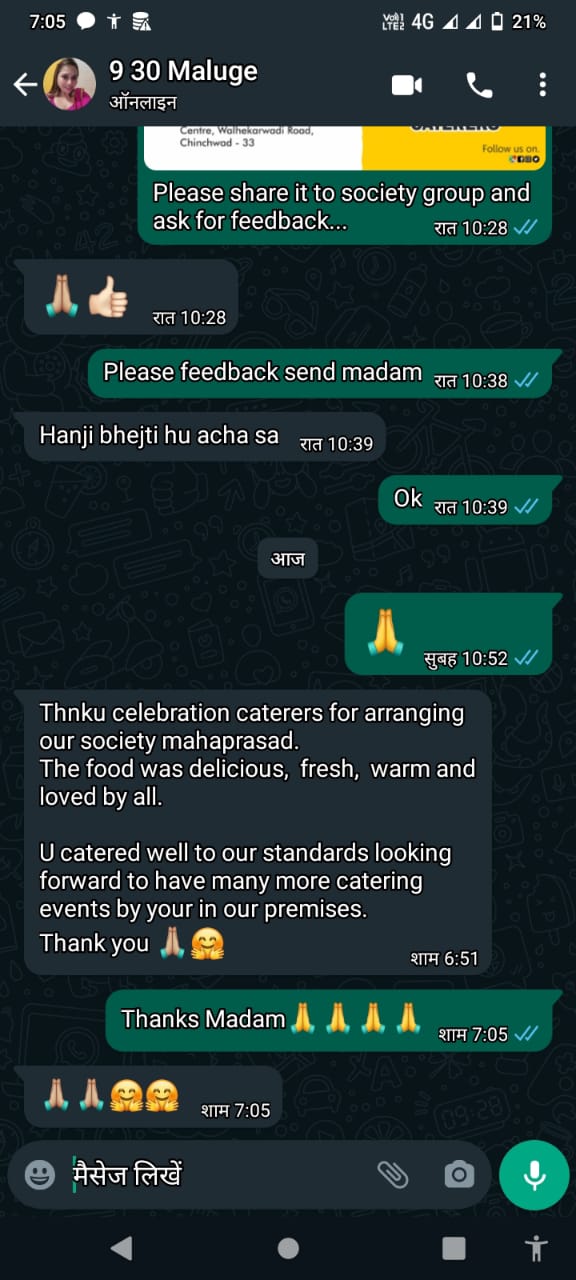 7:05
Vo)) 1
LTE2 4G 21%
9 30 Maluge
ऑनलाइन
Centre, Walhekarwadi Road,
Chinchwad - 33
CATERERS
Follow us on.
Please share it to society group and
ask for feedback...
रात 10:28
🙏🏼👍🏻
रात 10:28
Please feedback send madam
रात 10:38
Hanji bhejti hu acha sa
रात 10:39
Ok
रात 10:39
आज
🙏
सुबह 10:52
Thnku celebration caterers for arranging
our society mahaprasad.
The food was delicious, fresh, warm and
loved by all.
U catered well to our standards looking
forward to have many more catering
events by your in our premises.
Thank you 🙏🏼🤗
शाम 6:51
Thanks Madam🙏🙏🙏🙏
शाम 7:05
🙏🏼🙏🏼🤗🤗
शाम 7:05
मैसेज लिखें